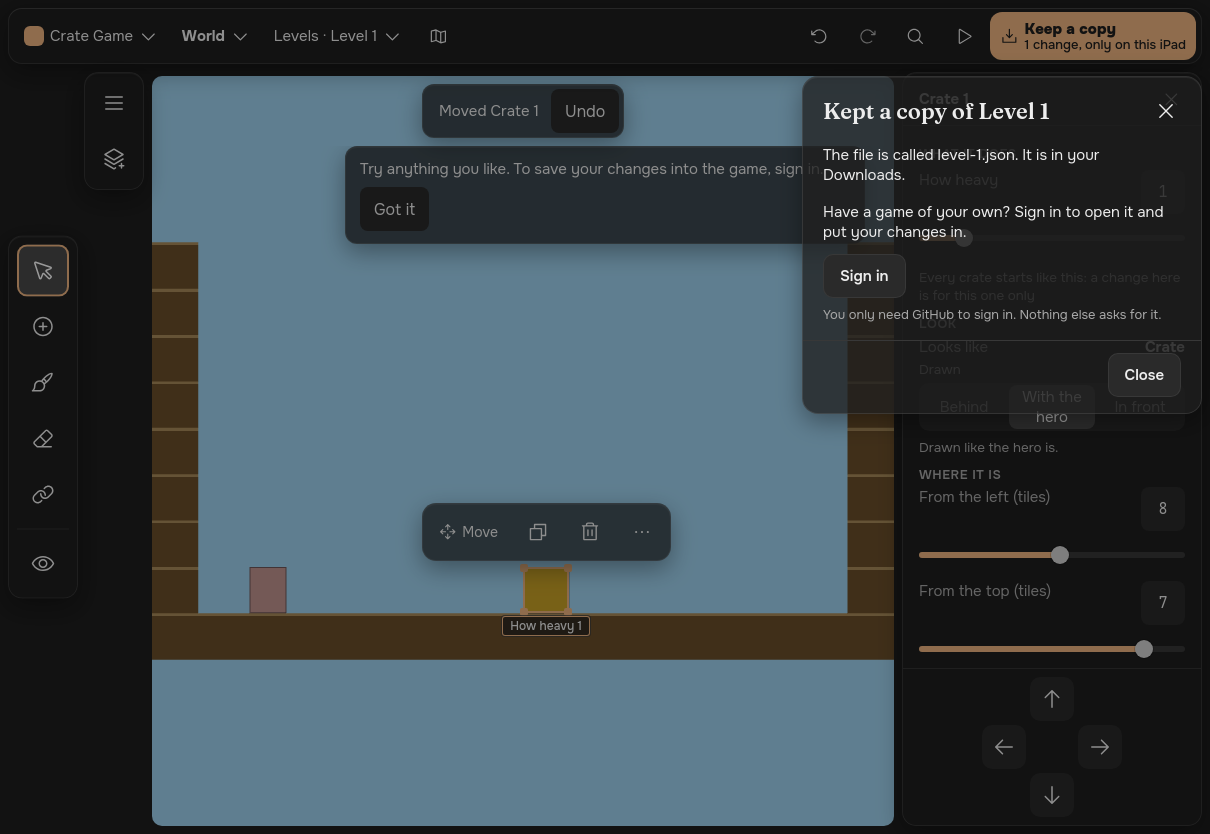 Crate Game
World
Levels · Level 1
Keep a copy
1 change, only on this iPad
Moved Crate 1
Undo
Try anything you like. To save your changes into the game, sign in.
Got it
Crate 1
Kept a copy of Level 1
The file is called level-1.json. It is in your
Downloads.
How heavy
1
Have a game of your own? Sign in to open it and
put your changes in.
Sign in
Every crate starts like this: a change here
is for this one only
You only need GitHub to sign in. Nothing else asks for it.
LOOK
Looks like
Crate
Drawn
Close
Behind
With the
hero
In front
Drawn like the hero is.
WHERE IT IS
From the left (tiles)
8
From the top (tiles)
7
Move
How heavy 1